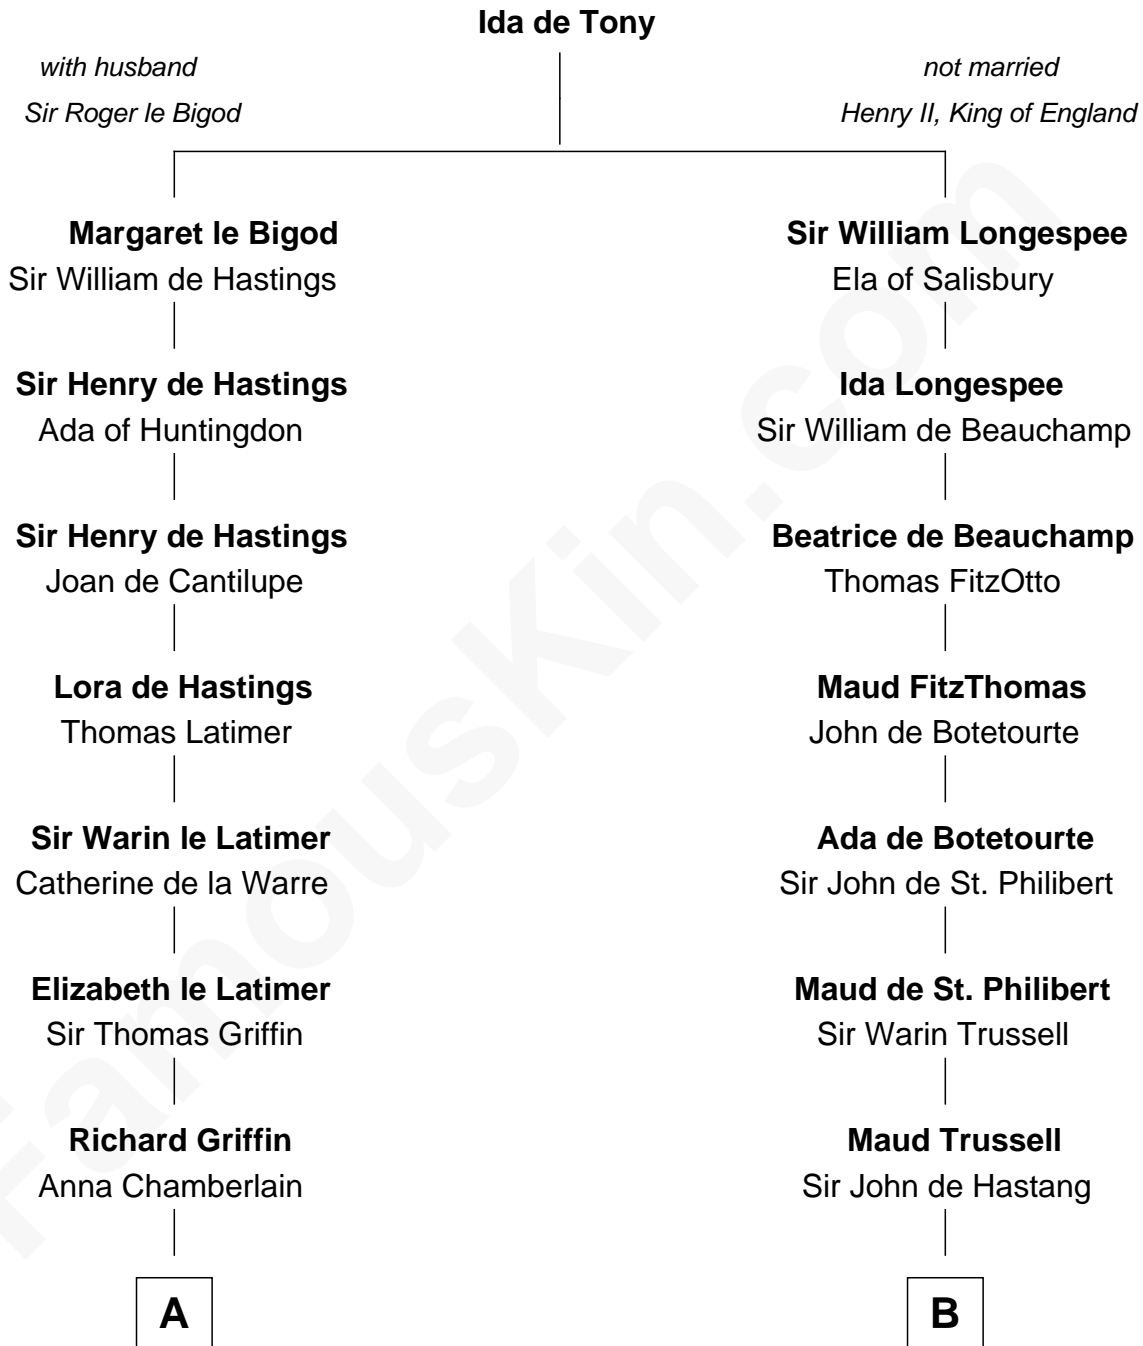 Ida de Tony
with husband
Sir Roger le Bigod
not married
Henry II, King of England
Margaret le Bigod
Sir William de Hastings
Sir William Longespee
Ela of Salisbury
Sir Henry de Hastings
Ada of Huntingdon
Ida Longespee
Sir William de Beauchamp
Sir Henry de Hastings
Joan de Cantilupe
Beatrice de Beauchamp
Thomas FitzOtto
Lora de Hastings
Thomas Latimer
Maud FitzThomas
John de Botetourte
Sir Warin le Latimer
Catherine de la Warre
Ada de Botetourte
Sir John de St. Philibert
Elizabeth le Latimer
Sir Thomas Griffin
Maud de St. Philibert
Sir Warin Trussell
Richard Griffin
Anna Chamberlain
Maud Trussell
Sir John de Hastang
A
B
FamousKin.com